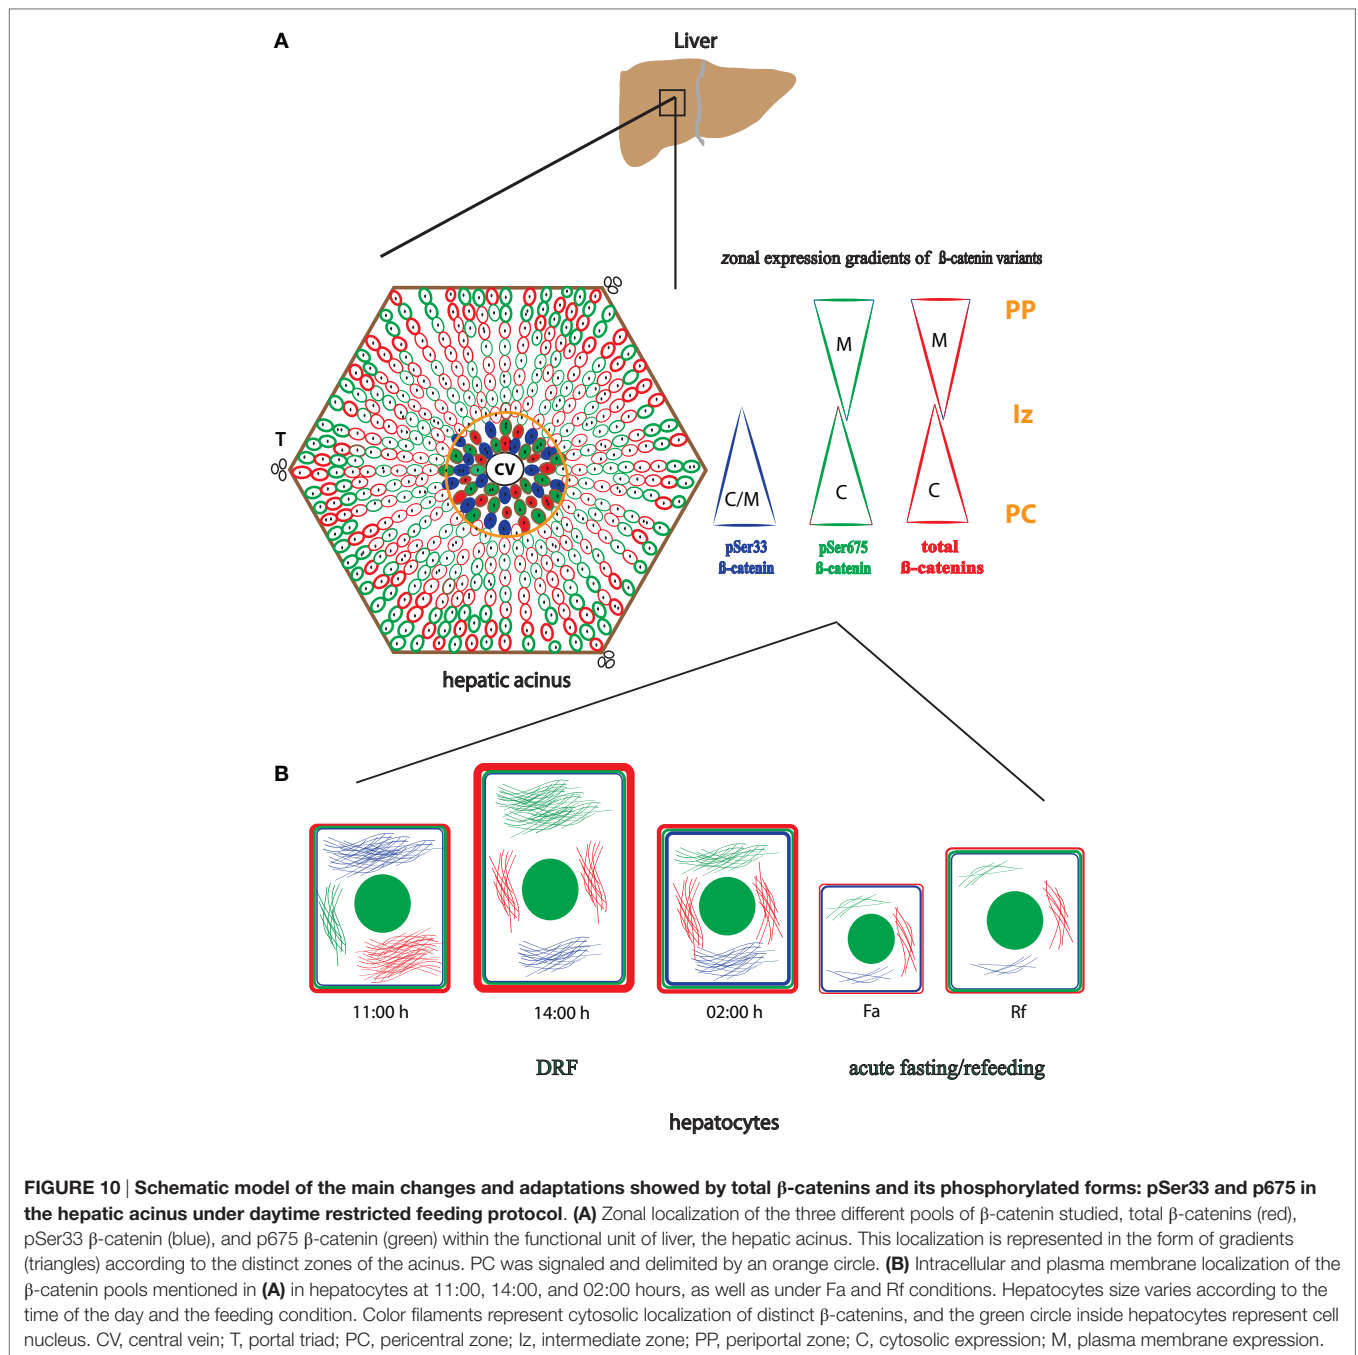 A
Liver
zonal expression gradients of ß-catenin variants
PP
M
M
Iz
T
CV
C/M
C
C
PC
pSer33
ß-catenin
pSer675
ß-catenin
total
ß-catenins
hepatic acinus
B
11:00 h
14:00 h
02:00 h
Fa
Rf
DRF
acute fasting/refeeding
hepatocytes
FIGURE 10 | Schematic model of the main changes and adaptations showed by total β-catenins and its phosphorylated forms: pSer33 and p675 in
the hepatic acinus under daytime restricted feeding protocol. (A) Zonal localization of the three different pools of β-catenin studied, total β-catenins (red),
pSer33 β-catenin (blue), and p675 β-catenin (green) within the functional unit of liver, the hepatic acinus. This localization is represented in the form of gradients
(triangles) according to the distinct zones of the acinus. PC was signaled and delimited by an orange circle. (B) Intracellular and plasma membrane localization of the
β-catenin pools mentioned in (A) in hepatocytes at 11:00, 14:00, and 02:00 hours, as well as under Fa and Rf conditions. Hepatocytes size varies according to the
time of the day and the feeding condition. Color filaments represent cytosolic localization of distinct β-catenins, and the green circle inside hepatocytes represent cell
nucleus. CV, central vein; T, portal triad; PC, pericentral zone; Iz, intermediate zone; PP, periportal zone; C, cytosolic expression; M, plasma membrane expression.